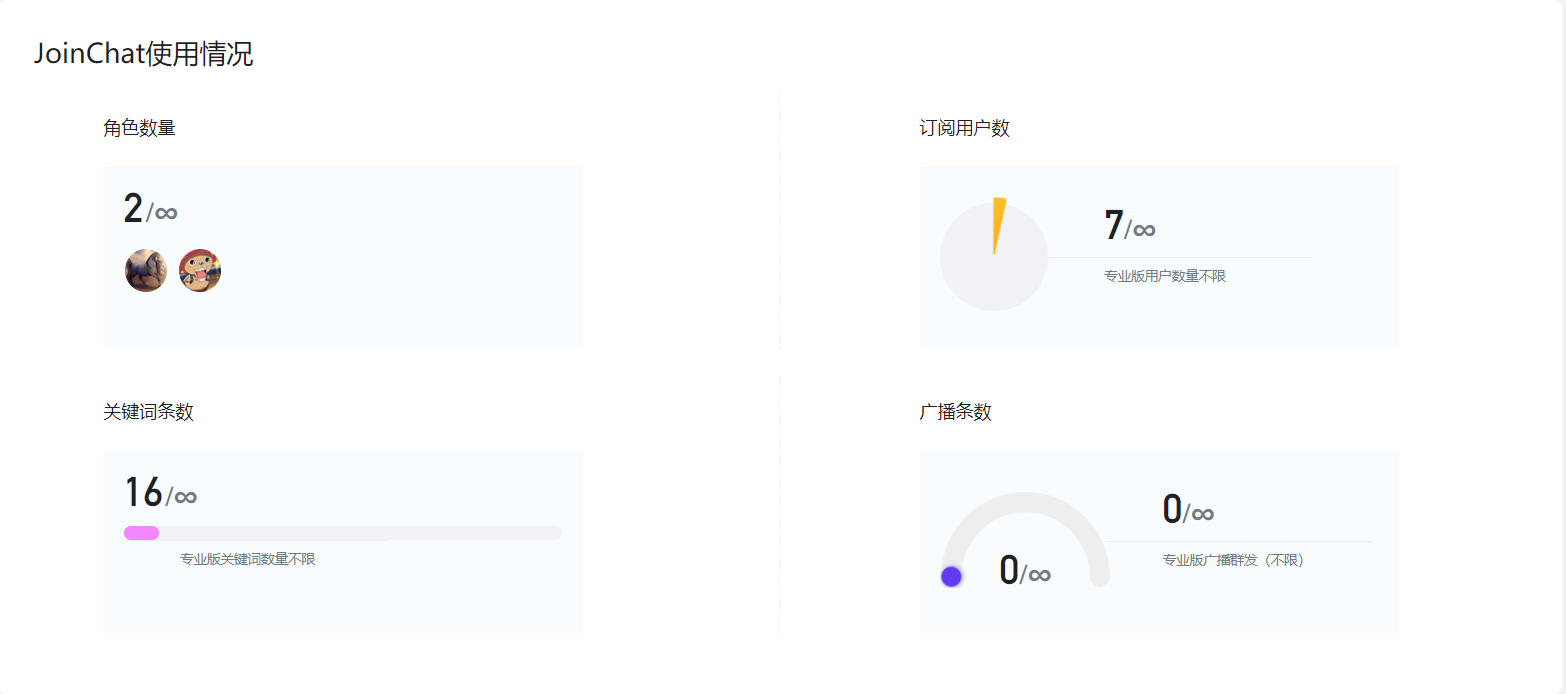 JoinChat使用情况
角色数量
2/∞
订阅用户数
7/∞
专业版用户数量不限
关键词条数
16/∞
专业版关键词数量不限
广播条数
0/∞
0/∞
专业版广播群发（不限）